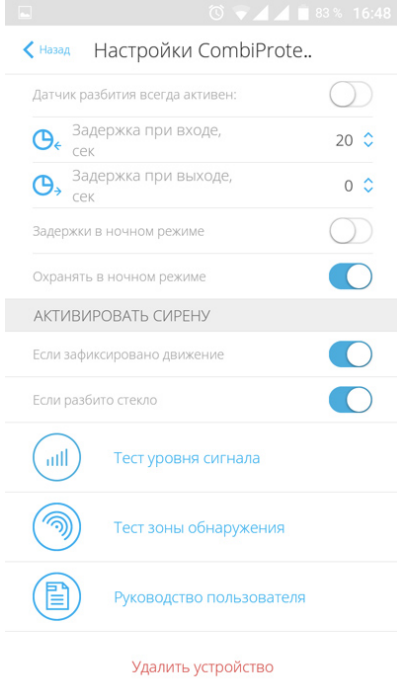 83 % 16:48
Назад Настройки CombiProte..
Датчик разбития всегда активен:
Задержка при входе,
сек
20
Задержка при выходе,
сек
0
Задержки в ночном режиме
Охранять в ночном режиме
АКТИВИРОВАТЬ СИРЕНУ
Если зафиксировано движение
Если разбито стекло
Тест уровня сигнала
Тест зоны обнаружения
Руководство пользователя
Удалить устройство